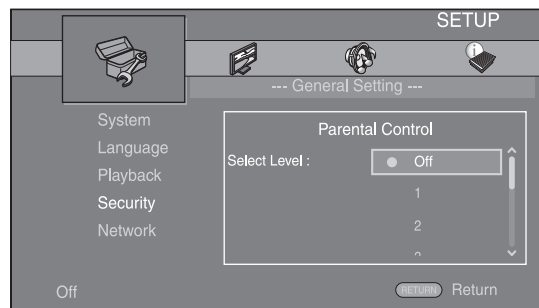 SETUP
--- General Setting ---
System
Language
Playback
Security
Network
Parental Control
Select Level :
Off
1
2
Off
RETURN Return